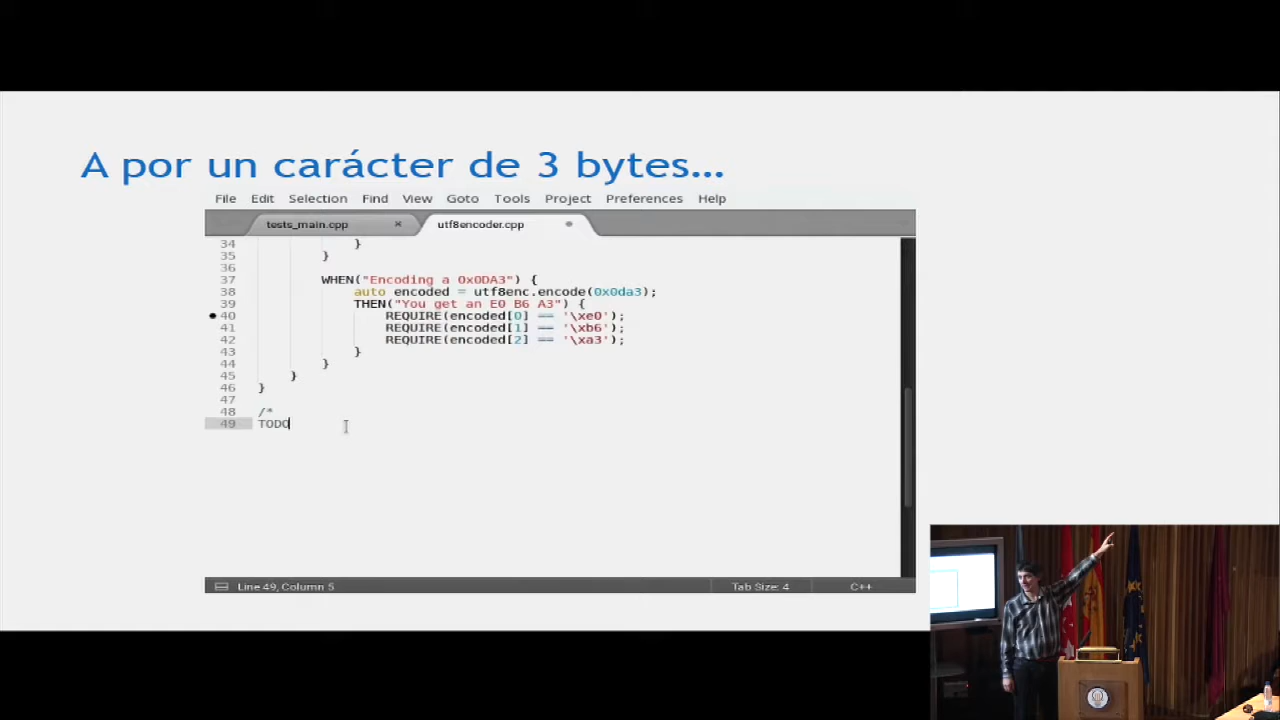 A por un carácter de 3 bytes...
File Edit Selection Find View Goto Tools Project Preferences Help
tests_main.cpp × utf8encoder.cpp
34 }
35 }
36
37 WHEN("Encoding a 0x0DA3") {
38 auto encoded = utf8enc.encode(0x0da3);
39 THEN("You get an E0 B6 A3") {
40 REQUIRE(encoded[0] == '\xe0');
41 REQUIRE(encoded[1] == '\xb6');
42 REQUIRE(encoded[2] == '\xa3');
43 }
44 }
45 }
46 }
47
48 /*
49 TODO
Line 49, Column 5 Tab Size: 4 C++